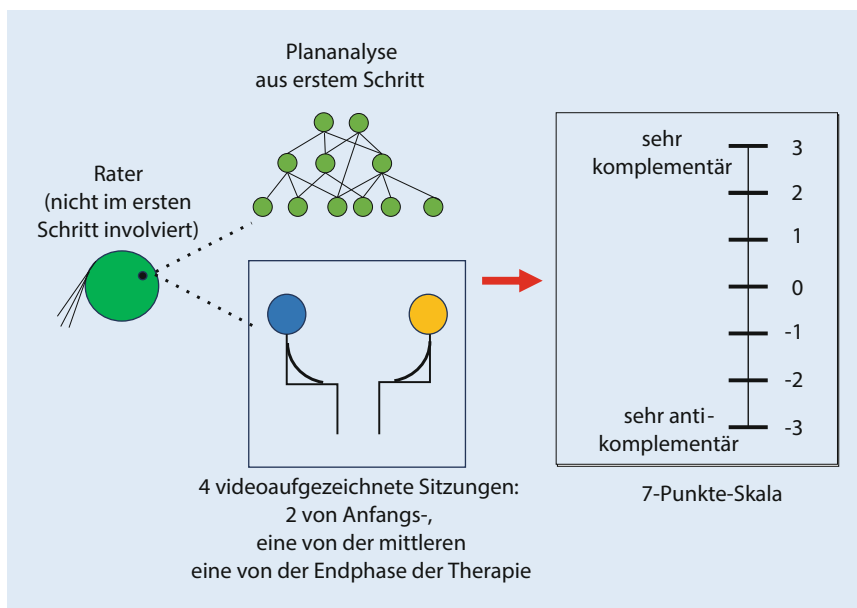 Plananalyse
aus erstem Schritt
Rater
(nicht im ersten
Schritt involviert)
4 videoaufgezeichnete Sitzungen:
2 von Anfangs-,
eine von der mittleren
eine von der Endphase der Therapie
sehr
komplementär
3
2
1
0
-1
-2
sehr anti-
komplementär
-3
7-Punkte-Skala